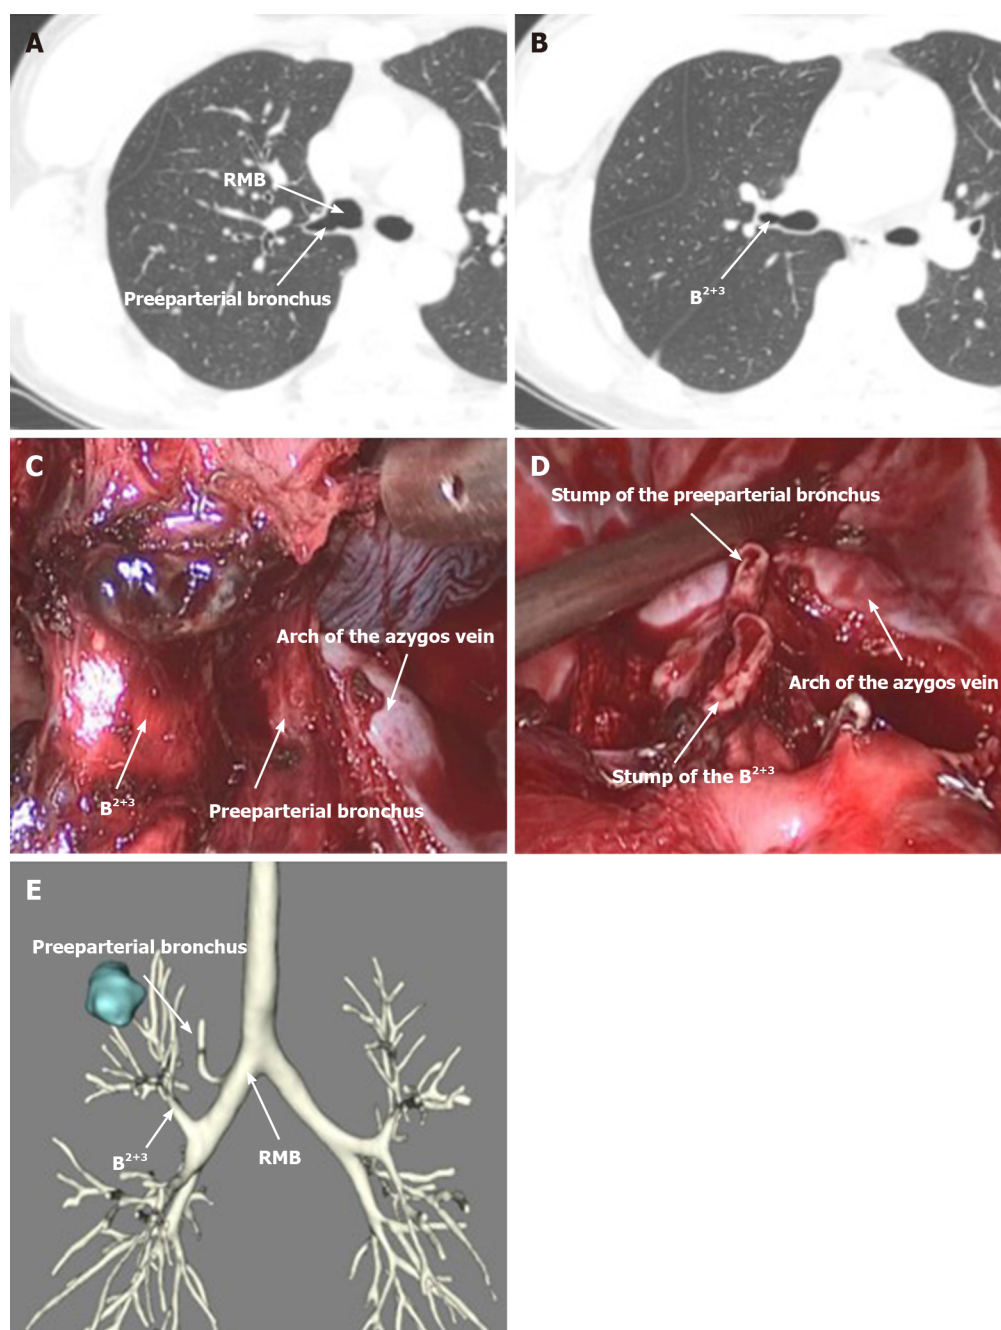 A
RMB
Preeparterial bronchus
B
B²⁺³
C
Arch of the azygos vein
B²⁺³
Preeparterial bronchus
D
Stump of the preeparterial bronchus
Arch of the azygos vein
Stump of the B²⁺³
E
Preeparterial bronchus
B²⁺³
RMB